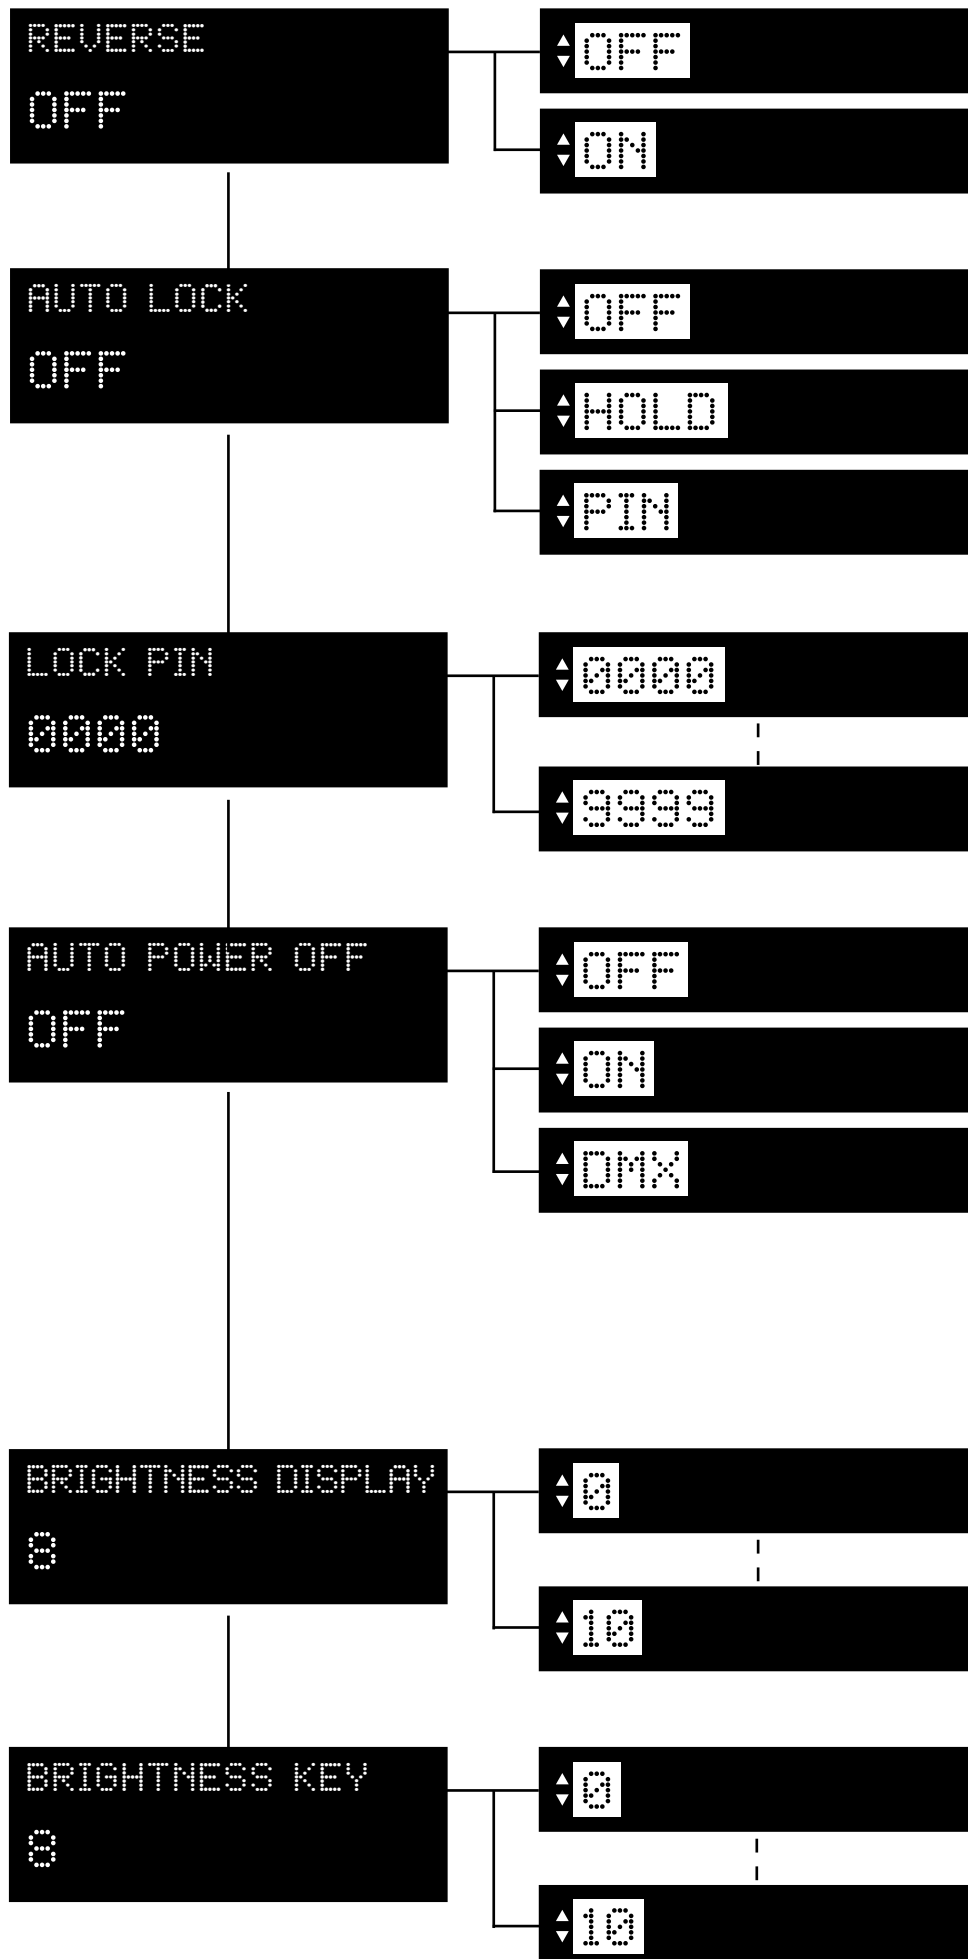 REVERSE
OFF
OFF
ON
AUTO LOCK
OFF
OFF
HOLD
PIN
LOCK PIN
0000
0000
9999
AUTO POWER OFF
OFF
OFF
ON
DMX
BRIGHTNESS DISPLAY
8
0
10
BRIGHTNESS KEY
8
0
10